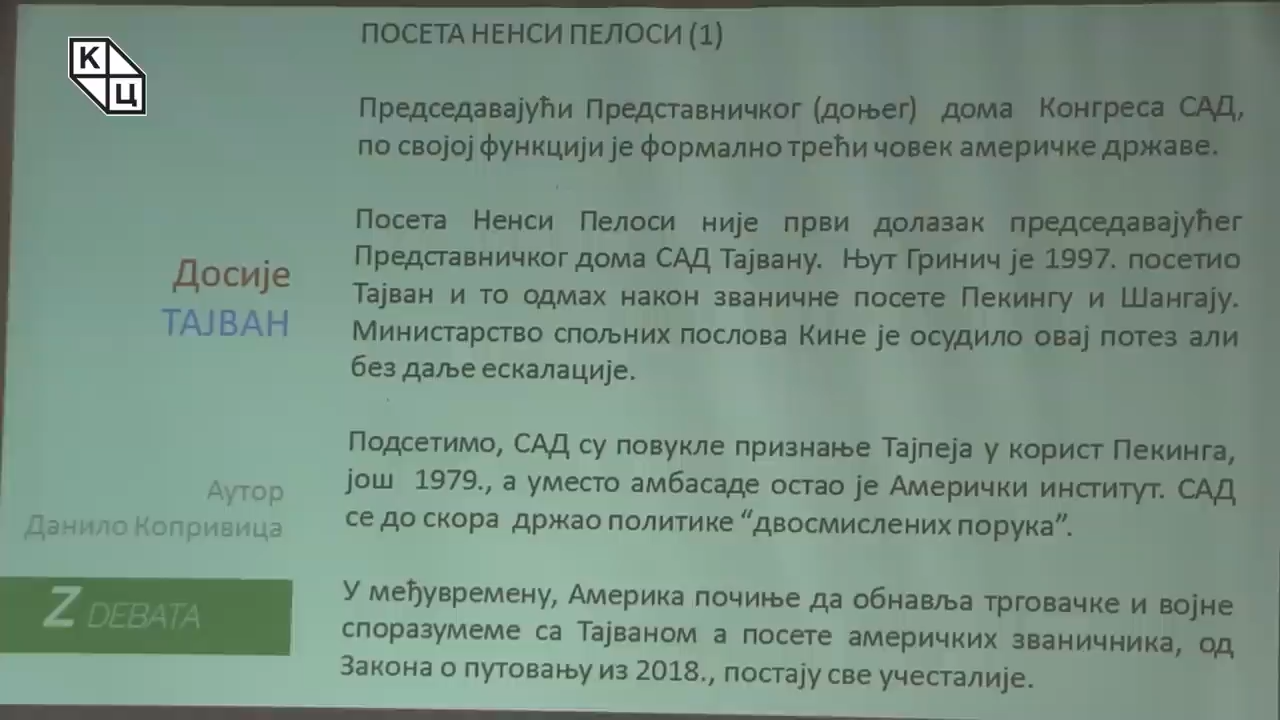 К
Ц
ПОСЕТА НЕНСИ ПЕЛОСИ (1)
Председавајући Представничког (доњег) дома Конгреса САД,
по својој функцији је формално трећи човек америчке државе.
Посета Ненси Пелоси није први долазак председавајућег
Представничког дома САД Тајвану. Њут Гринич је 1997. посетио
Тајван и то одмах након званичне посете Пекингу и Шангају.
Министарство спољних послова Кине је осудило овај потез али
без даље ескалације.
Подсетимо, САД су повукле признање Тајпеја у корист Пекинга,
још 1979., а уместо амбасаде остао је Амерички институт. САД
се до скора држао политике “двосмислених порука”.
У међувремену, Америка почиње да обнавља трговачке и војне
споразумеме са Тајваном а посете америчких званичника, од
Закона о путовању из 2018., постају све учесталије.
Досије
ТАЈВАН
Аутор
Данило Копривица
Z DEBATA